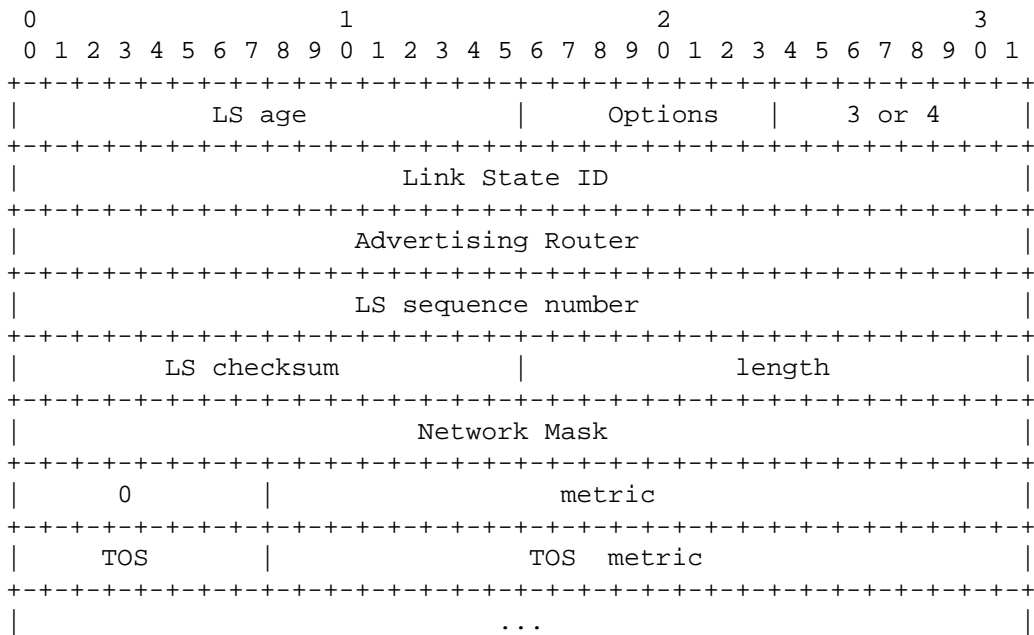 0                   1                   2                   3
 0 1 2 3 4 5 6 7 8 9 0 1 2 3 4 5 6 7 8 9 0 1 2 3 4 5 6 7 8 9 0 1
+-+-+-+-+-+-+-+-+-+-+-+-+-+-+-+-+-+-+-+-+-+-+-+-+-+-+-+-+-+-+-+-+
|            LS age             |     Options   |    3 or 4     |
+-+-+-+-+-+-+-+-+-+-+-+-+-+-+-+-+-+-+-+-+-+-+-+-+-+-+-+-+-+-+-+-+
|                        Link State ID                          |
+-+-+-+-+-+-+-+-+-+-+-+-+-+-+-+-+-+-+-+-+-+-+-+-+-+-+-+-+-+-+-+-+
|                     Advertising Router                        |
+-+-+-+-+-+-+-+-+-+-+-+-+-+-+-+-+-+-+-+-+-+-+-+-+-+-+-+-+-+-+-+-+
|                     LS sequence number                        |
+-+-+-+-+-+-+-+-+-+-+-+-+-+-+-+-+-+-+-+-+-+-+-+-+-+-+-+-+-+-+-+-+
|         LS checksum           |             length            |
+-+-+-+-+-+-+-+-+-+-+-+-+-+-+-+-+-+-+-+-+-+-+-+-+-+-+-+-+-+-+-+-+
|                         Network Mask                          |
+-+-+-+-+-+-+-+-+-+-+-+-+-+-+-+-+-+-+-+-+-+-+-+-+-+-+-+-+-+-+-+-+
|      0        |                  metric                       |
+-+-+-+-+-+-+-+-+-+-+-+-+-+-+-+-+-+-+-+-+-+-+-+-+-+-+-+-+-+-+-+-+
|     TOS       |                TOS  metric                    |
+-+-+-+-+-+-+-+-+-+-+-+-+-+-+-+-+-+-+-+-+-+-+-+-+-+-+-+-+-+-+-+-+
|                              ...                              |